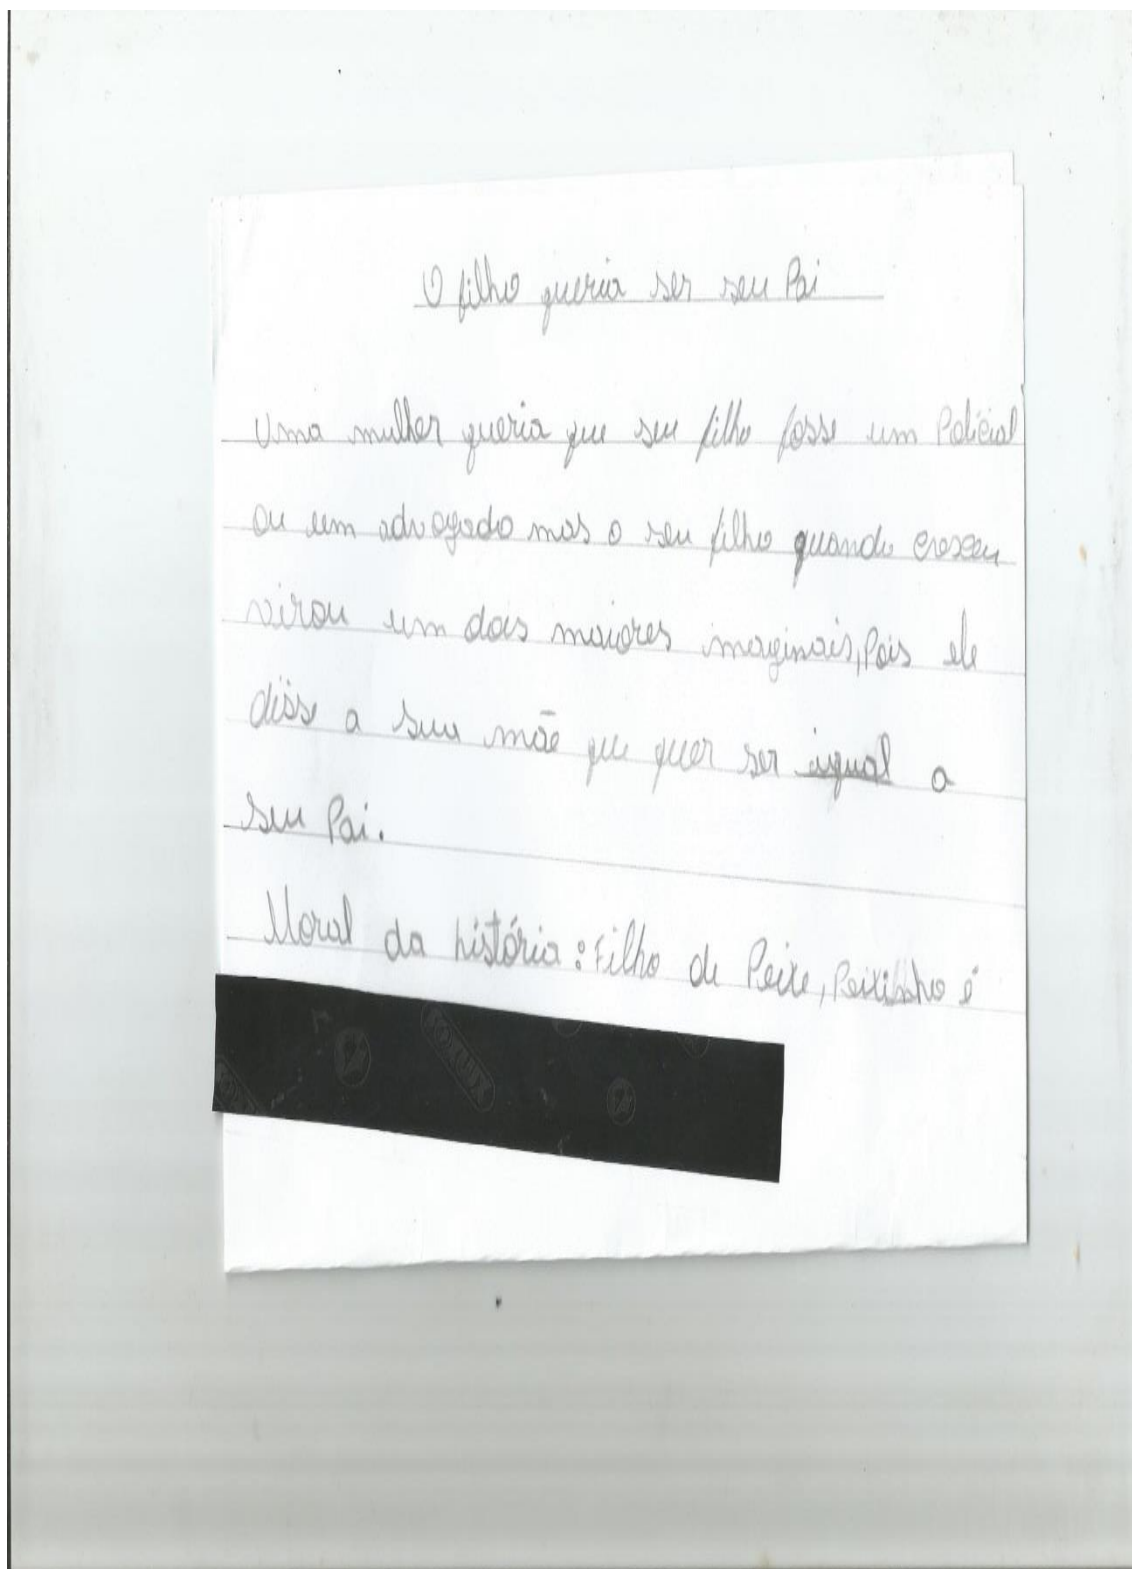 O filho queria ser seu Pai
Uma mulher queria que seu filho fosse um Policial
ou um advogado mas o seu filho quando cresceu
virou um dos maiores marginais, Pois ele
disse a sua mãe que quer ser igual a
seu Pai.
Moral da história: Filho de Peixe, Peixinho é